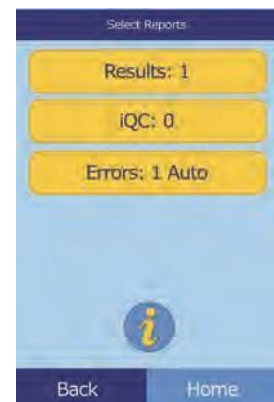 Select Reports
Results: 1
iQC: 0
Errors: 1 Auto
i
Back Home